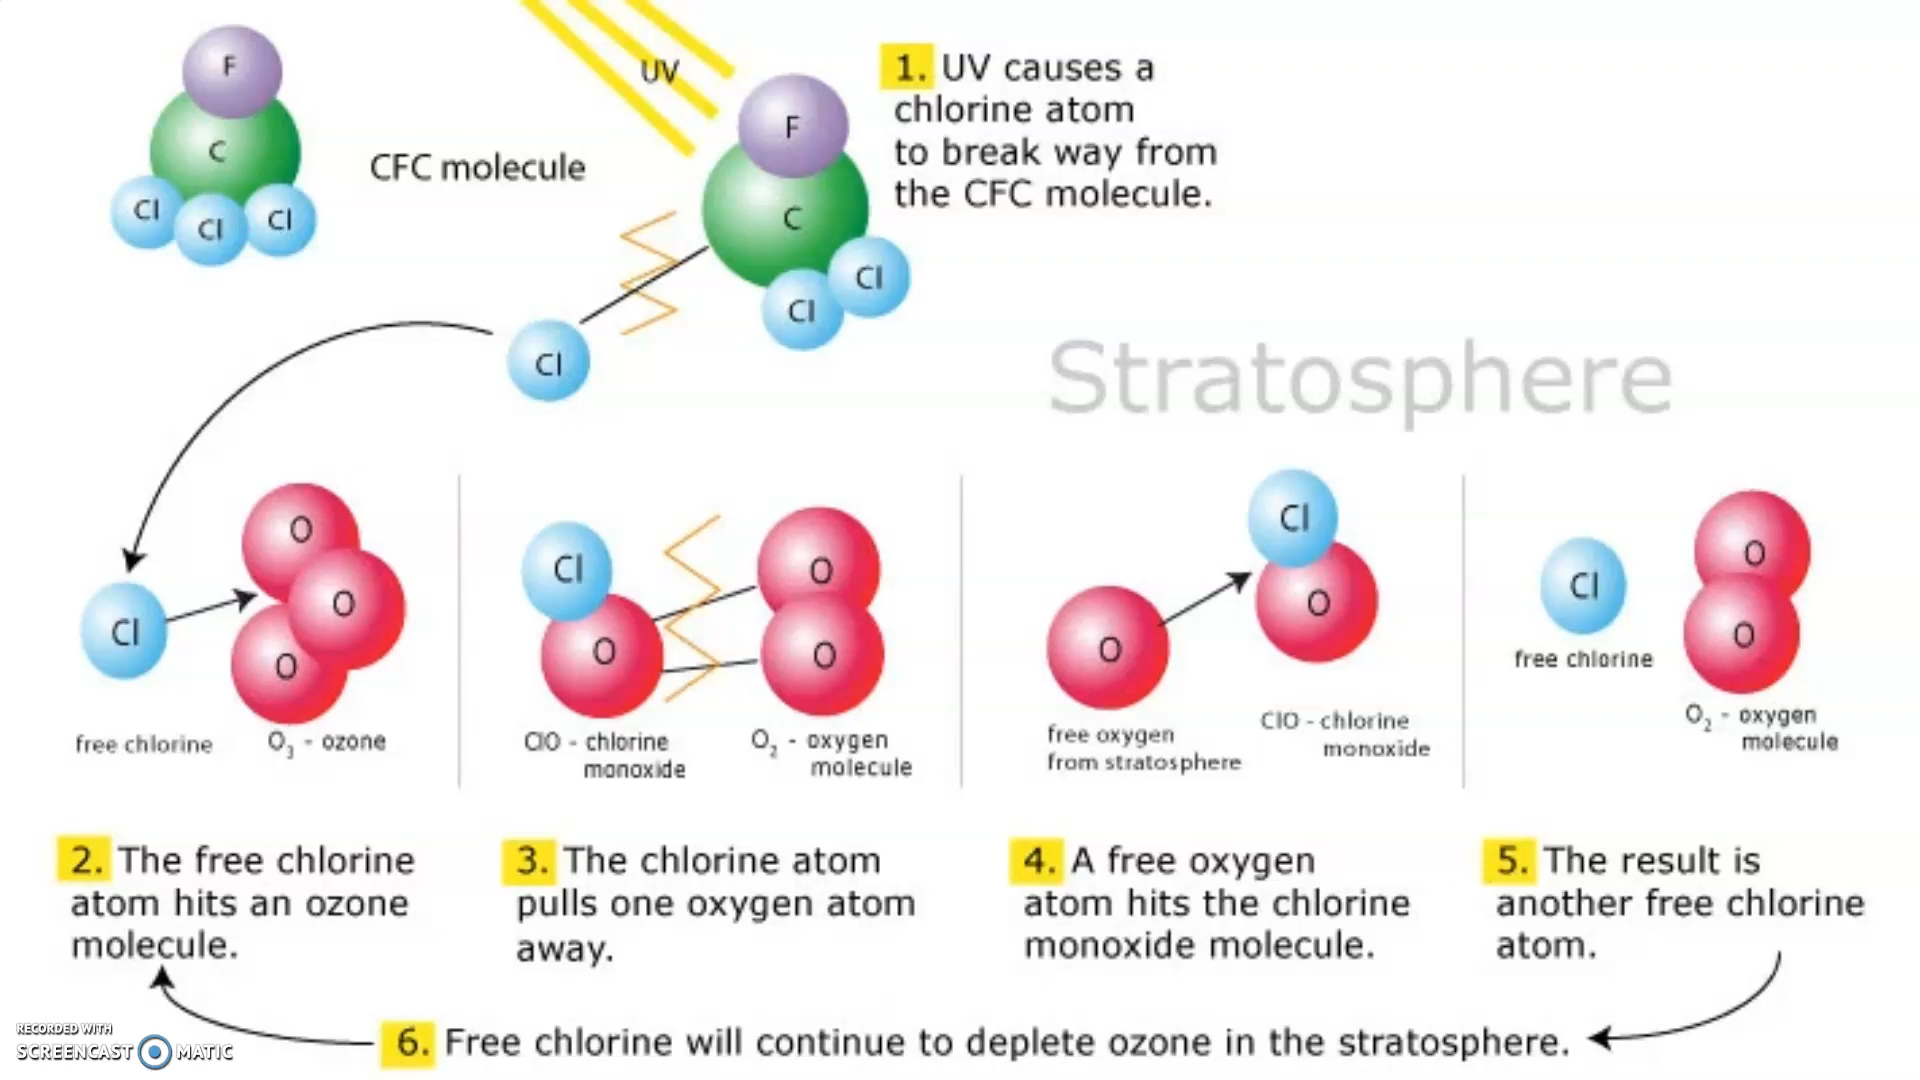 F
C
Cl
Cl
Cl
CFC molecule
UV
F
C
Cl
Cl
Cl
1. UV causes a
chlorine atom
to break way from
the CFC molecule.
Stratosphere
Cl
O
O
O
free chlorine
O3 - ozone
Cl
O
O
O
ClO - chlorine
monoxide
O2 - oxygen
molecule
O
Cl
O
free oxygen
from stratosphere
ClO - chlorine
monoxide
Cl
free chlorine
O
O
O2 - oxygen
molecule
2. The free chlorine
atom hits an ozone
molecule.
3. The chlorine atom
pulls one oxygen atom
away.
4. A free oxygen
atom hits the chlorine
monoxide molecule.
5. The result is
another free chlorine
atom.
6. Free chlorine will continue to deplete ozone in the stratosphere.
RECORDED WITH
SCREENCAST MATIC